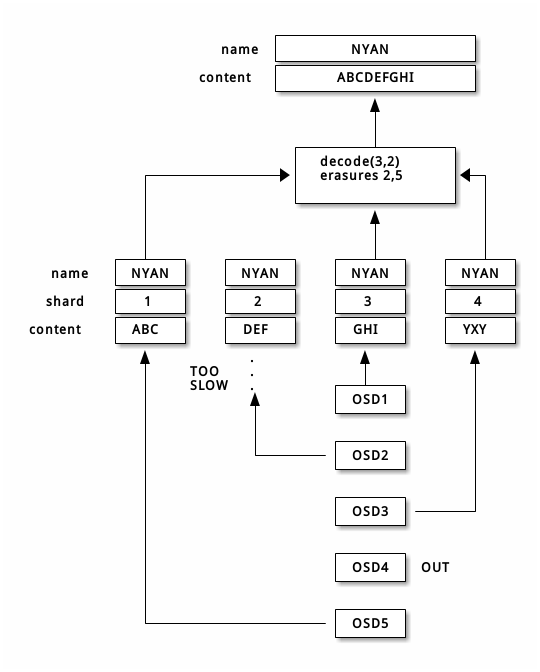 name NYAN
content ABCDEFGHI
decode(3,2)
erasures 2,5
name NYAN NYAN NYAN NYAN
shard 1 2 3 4
content ABC DEF GHI YXY
TOO
SLOW
OSD1
OSD2
OSD3
OSD4 OUT
OSD5